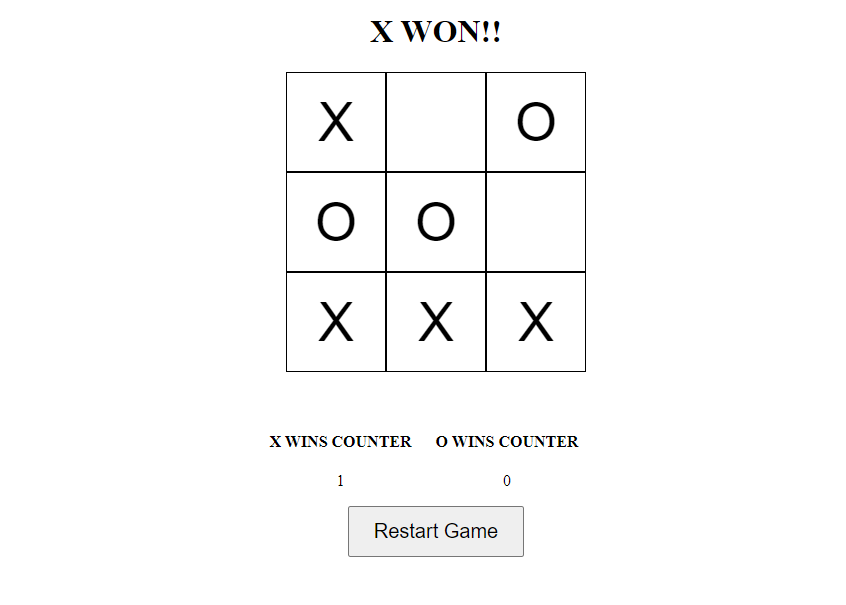 X WON!!
X O
O O
X X X
X WINS COUNTER O WINS COUNTER
1 0
Restart Game